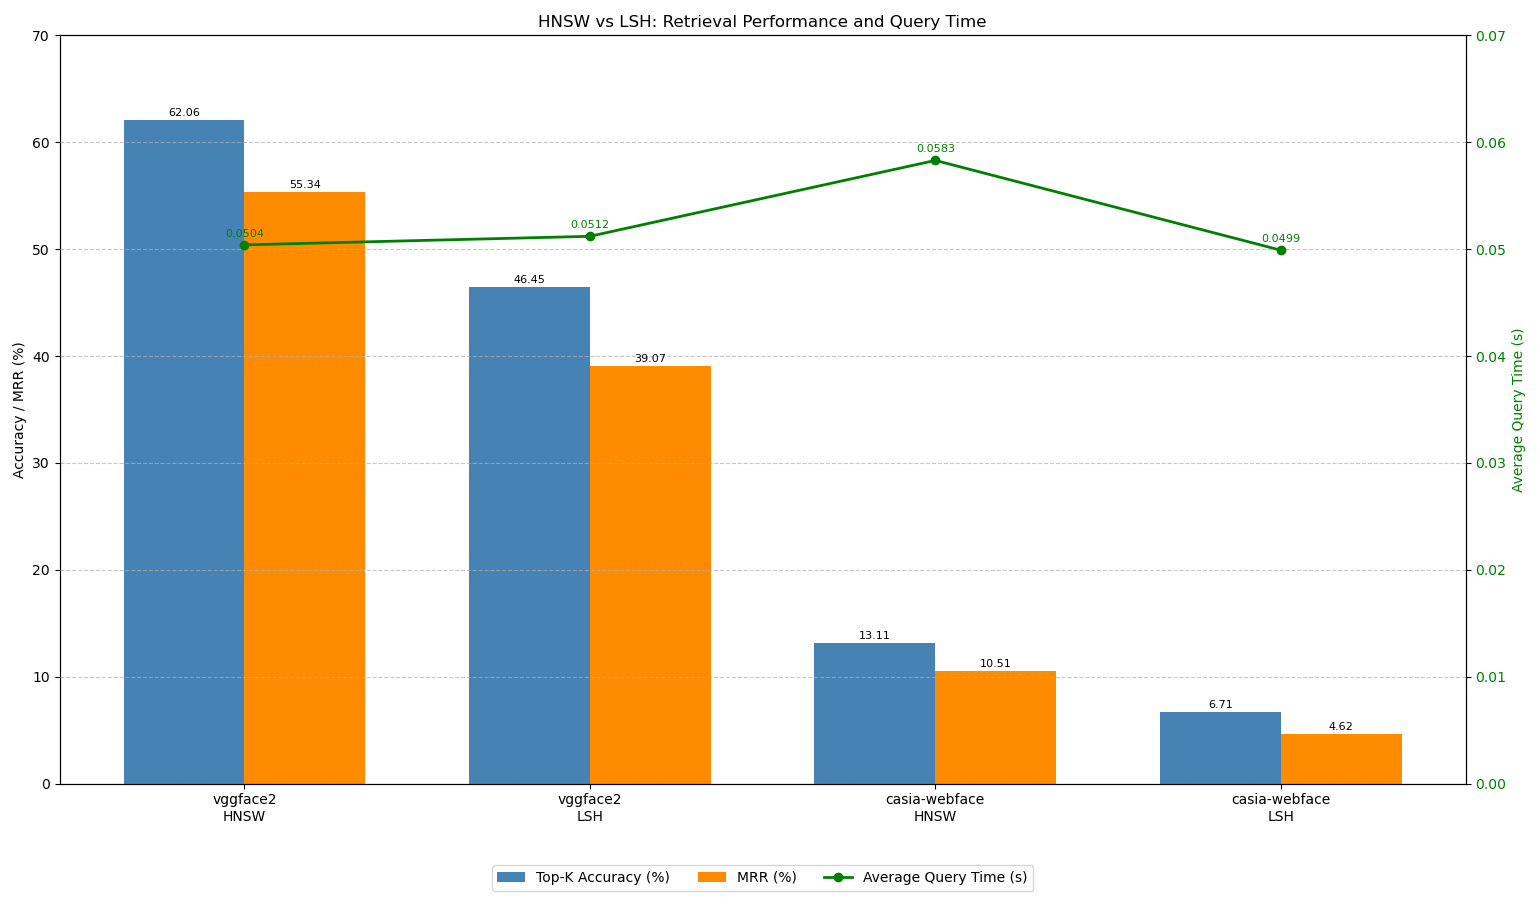 HNSW vs LSH: Retrieval Performance and Query Time
70
60
50
40
30
20
10
0
Accuracy / MRR (%)
0.07
0.06
0.05
0.04
0.03
0.02
0.01
0.00
Average Query Time (s)
62.06
55.34
0.0504
46.45
39.07
0.0512
13.11
10.51
0.0583
6.71
4.62
0.0499
vggface2
HNSW
vggface2
LSH
casia-webface
HNSW
casia-webface
LSH
Top-K Accuracy (%)
MRR (%)
Average Query Time (s)